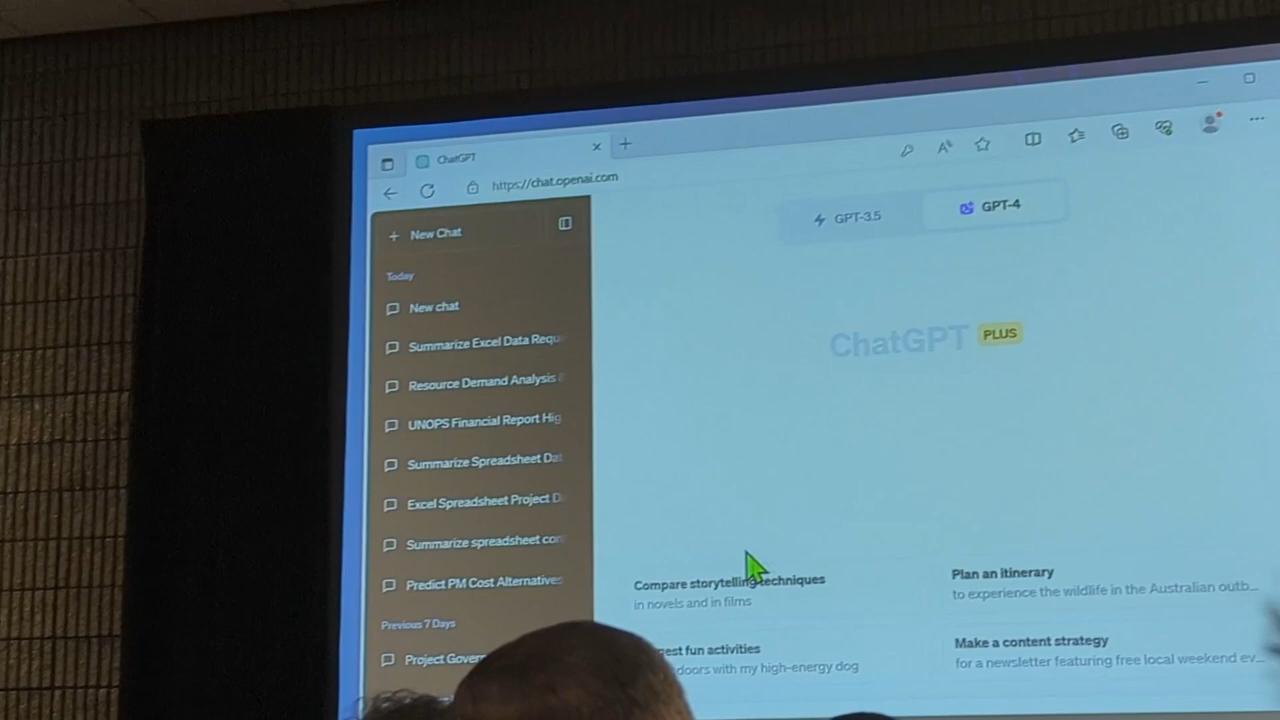 ChatGPT
https://chat.openai.com
New Chat
Today
New chat
Summarize Excel Data Requ
Resource Demand Analysis
UNOPS Financial Report Hig
Summarize Spreadsheet Dat
Excel Spreadsheet Project D
Summarize spreadsheet con
Predict PM Cost Alternatives
Previous 7 Days
Project Gover
GPT-3.5
GPT-4
ChatGPT PLUS
Compare storytelling techniques
in novels and in films
Plan an itinerary
to experience the wildlife in the Australian outb...
gest fun activities
doors with my high-energy dog
Make a content strategy
for a newsletter featuring free local weekend ev...